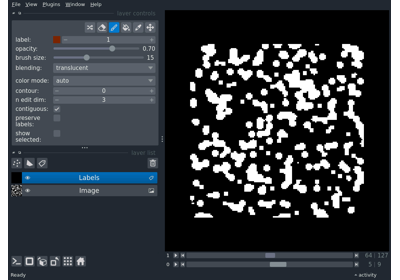 File View Plugins Window Help
layer controls
label: 1
opacity: 0.70
brush size: 15
blending: translucent
color mode: auto
contour: 0
n edit dim: 3
contiguous:
preserve
labels:
show
selected:
layer list
Labels
Image
1 64 127
0 5 9
Ready activity